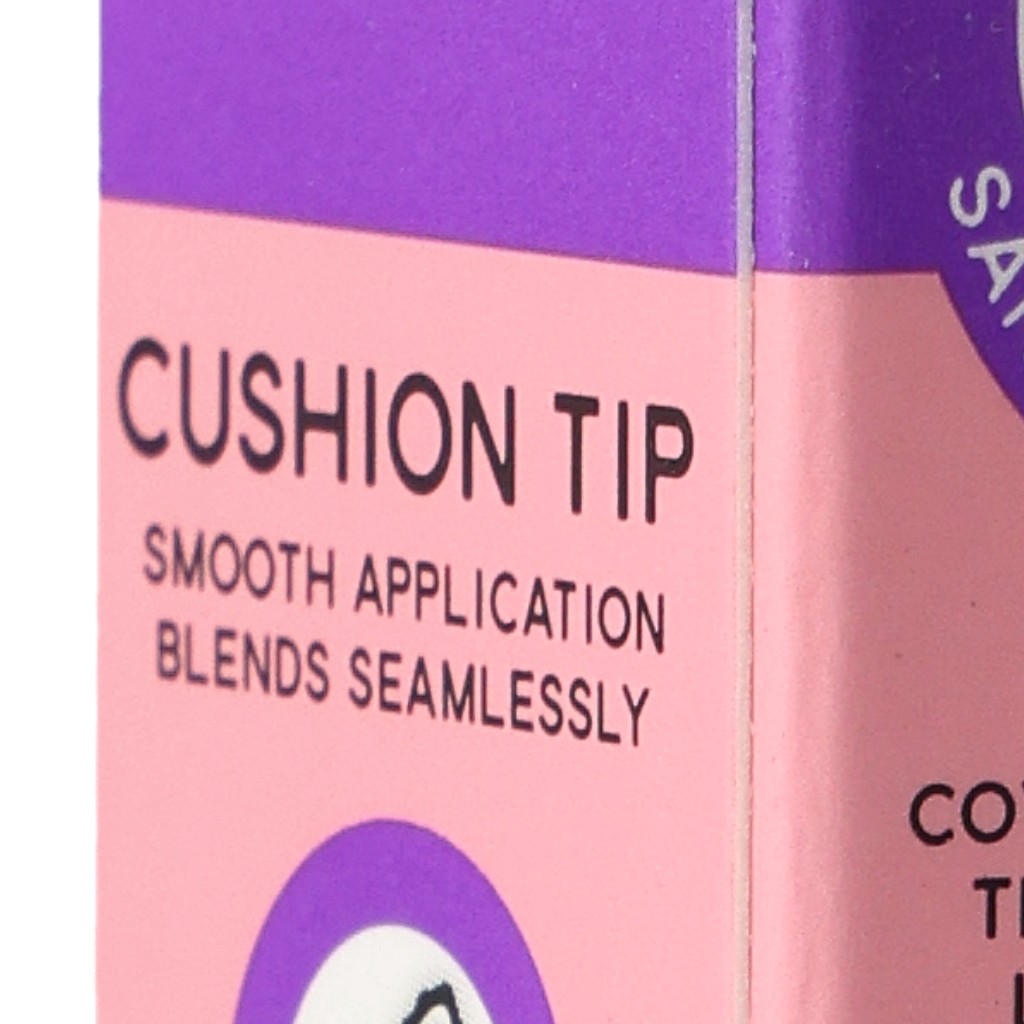 CUSHION TIP
SMOOTH APPLICATION
BLENDS SEAMLESSLY